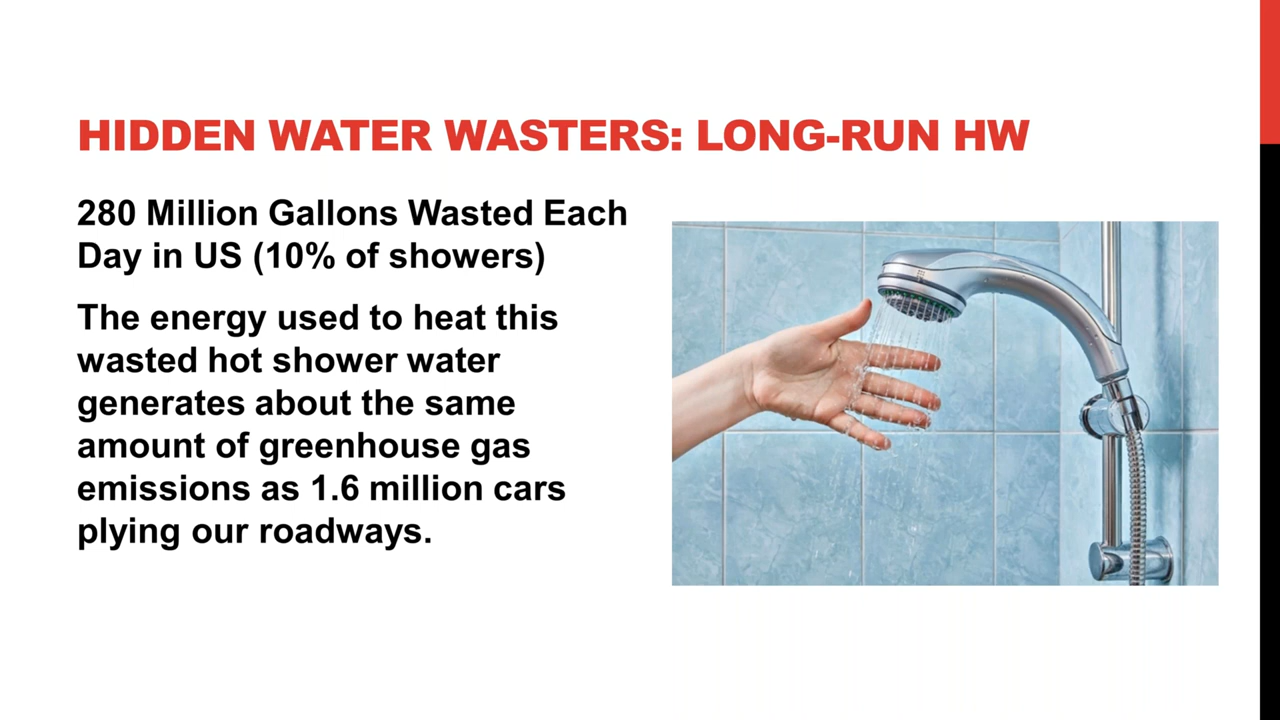 HIDDEN WATER WASTERS: LONG-RUN HW
280 Million Gallons Wasted Each
Day in US (10% of showers)
The energy used to heat this
wasted hot shower water
generates about the same
amount of greenhouse gas
emissions as 1.6 million cars
plying our roadways.